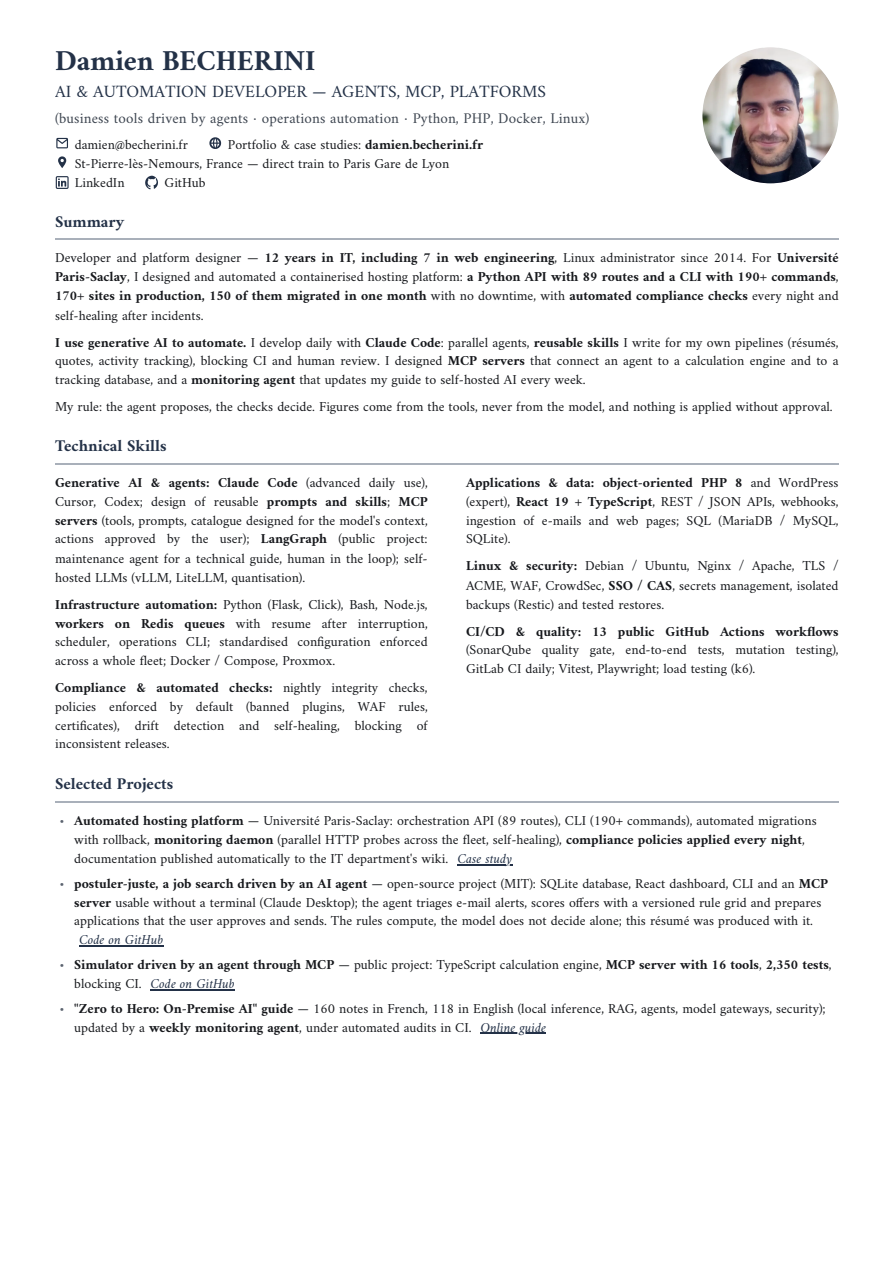 Damien BECHERINI
AI & AUTOMATION DEVELOPER — AGENTS, MCP, PLATFORMS
(business tools driven by agents · operations automation · Python, PHP, Docker, Linux)
damien@becherini.fr Portfolio & case studies: damien.becherini.fr
St-Pierre-lès-Nemours, France — direct train to Paris Gare de Lyon
LinkedIn GitHub
Summary
Developer and platform designer — 12 years in IT, including 7 in web engineering, Linux administrator since 2014. For Université
Paris-Saclay, I designed and automated a containerised hosting platform: a Python API with 89 routes and a CLI with 190+ commands,
170+ sites in production, 150 of them migrated in one month with no downtime, with automated compliance checks every night and
self-healing after incidents.
I use generative AI to automate. I develop daily with Claude Code: parallel agents, reusable skills I write for my own pipelines (résumés,
quotes, activity tracking), blocking CI and human review. I designed MCP servers that connect an agent to a calculation engine and to a
tracking database, and a monitoring agent that updates my guide to self-hosted AI every week.
My rule: the agent proposes, the checks decide. Figures come from the tools, never from the model, and nothing is applied without approval.
Technical Skills
Generative AI & agents: Claude Code (advanced daily use),
Cursor, Codex; design of reusable prompts and skills; MCP
servers (tools, prompts, catalogue designed for the model's context,
actions approved by the user); LangGraph (public project:
maintenance agent for a technical guide, human in the loop); self-
hosted LLMs (vLLM, LiteLLM, quantisation).
Infrastructure automation: Python (Flask, Click), Bash, Node.js,
workers on Redis queues with resume after interruption,
scheduler, operations CLI; standardised configuration enforced
across a whole fleet; Docker / Compose, Proxmox.
Compliance & automated checks: nightly integrity checks,
policies enforced by default (banned plugins, WAF rules,
certificates), drift detection and self-healing, blocking of
inconsistent releases.
Applications & data: object-oriented PHP 8 and WordPress
(expert), React 19 + TypeScript, REST / JSON APIs, webhooks,
ingestion of e-mails and web pages; SQL (MariaDB / MySQL,
SQLite).
Linux & security: Debian / Ubuntu, Nginx / Apache, TLS /
ACME, WAF, CrowdSec, SSO / CAS, secrets management, isolated
backups (Restic) and tested restores.
CI/CD & quality: 13 public GitHub Actions workflows
(SonarQube quality gate, end-to-end tests, mutation testing),
GitLab CI daily; Vitest, Playwright; load testing (k6).
Selected Projects
• Automated hosting platform — Université Paris-Saclay: orchestration API (89 routes), CLI (190+ commands), automated migrations
with rollback, monitoring daemon (parallel HTTP probes across the fleet, self-healing), compliance policies applied every night,
documentation published automatically to the IT department's wiki. Case study
• postuler-juste, a job search driven by an AI agent — open-source project (MIT): SQLite database, React dashboard, CLI and an MCP
server usable without a terminal (Claude Desktop); the agent triages e-mail alerts, scores offers with a versioned rule grid and prepares
applications that the user approves and sends. The rules compute, the model does not decide alone; this résumé was produced with it.
Code on GitHub
• Simulator driven by an agent through MCP — public project: TypeScript calculation engine, MCP server with 16 tools, 2,350 tests,
blocking CI. Code on GitHub
• "Zero to Hero: On-Premise AI" guide — 160 notes in French, 118 in English (local inference, RAG, agents, model gateways, security);
updated by a weekly monitoring agent, under automated audits in CI. Online guide